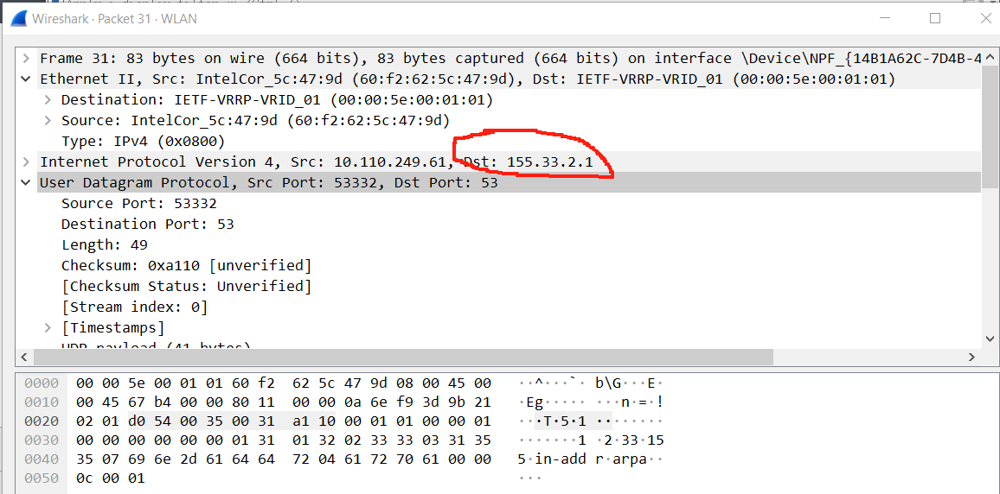 Wireshark · Packet 31 · WLAN
Frame 31: 83 bytes on wire (664 bits), 83 bytes captured (664 bits) on interface \Device\NPF_{14B1A62C-7D4B-4
Ethernet II, Src: IntelCor_5c:47:9d (60:f2:62:5c:47:9d), Dst: IETF-VRRP-VRID_01 (00:00:5e:00:01:01)
Destination: IETF-VRRP-VRID_01 (00:00:5e:00:01:01)
Source: IntelCor_5c:47:9d (60:f2:62:5c:47:9d)
Type: IPv4 (0x0800)
Internet Protocol Version 4, Src: 10.110.249.61, Dst: 155.33.2.1
User Datagram Protocol, Src Port: 53332, Dst Port: 53
Source Port: 53332
Destination Port: 53
Length: 49
Checksum: 0xa110 [unverified]
[Checksum Status: Unverified]
[Stream index: 0]
[Timestamps]
UDP payload (41 bytes)
0000 00 00 5e 00 01 01 60 f2 62 5c 47 9d 08 00 45 00 ··^···`· b\G···E·
0010 00 45 67 b4 00 00 80 11 00 00 0a 6e f9 3d 9b 21 ·Eg····· ···n·=·!
0020 02 01 d0 54 00 35 00 31 a1 10 00 01 01 00 00 01 ···T·5·1 ········
0030 00 00 00 00 00 00 01 31 01 32 02 33 33 03 31 35 ·······1 ·2·33·15
0040 35 07 69 6e 2d 61 64 64 72 04 61 72 70 61 00 00 5·in-add r·arpa··
0050 0c 00 01 ···